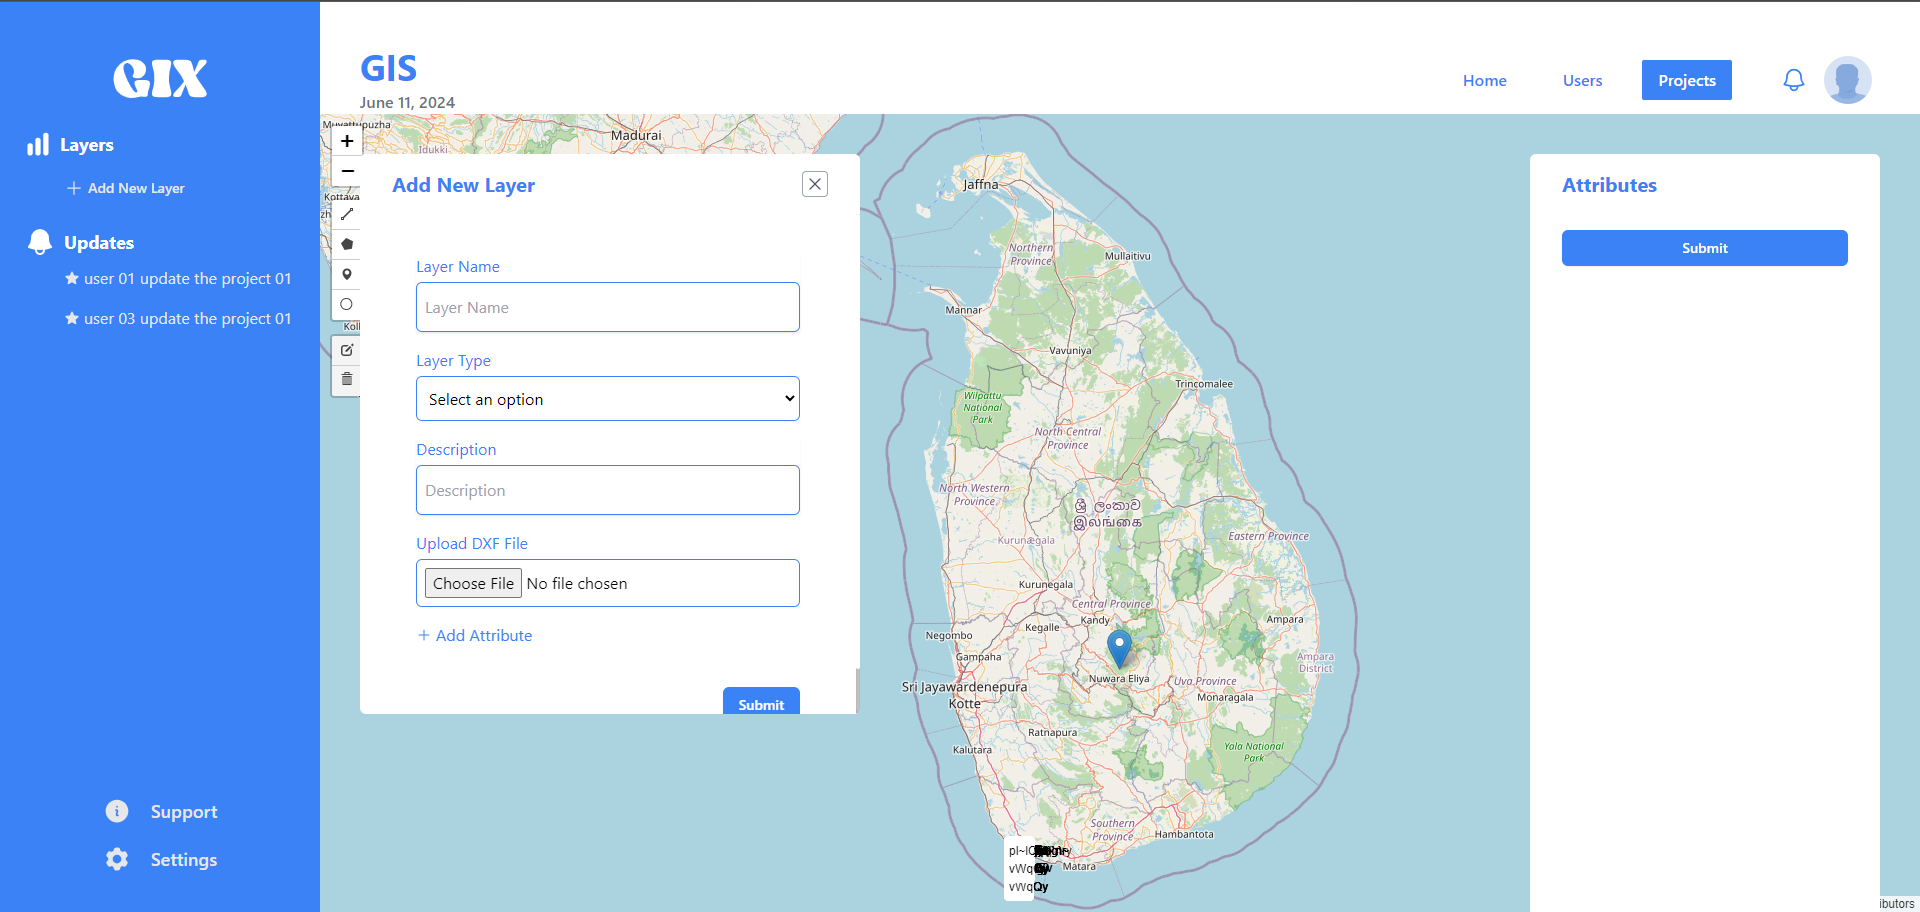 GIX
Layers
Add New Layer
Updates
user 01 update the project 01
user 03 update the project 01
Support
Settings
GIS
June 11, 2024
Home
Users
Projects
Add New Layer
Layer Name
Layer Name
Layer Type
Select an option
Description
Description
Upload DXF File
Choose File No file chosen
+ Add Attribute
Submit
Attributes
Submit
+
−
Muvattupuzha
Idukki
Madurai
Kottaya
Jaffna
Northern
Province
Mullaitivu
Mannar
Vavuniya
Trincomalee
Wilpattu
National
Park
North Central
Province
North Western
Province
ශ්‍රී ලංකාව
இலங்கை
Kurunægala
Eastern Province
Kurunegala
Central Province
Kandy
Kegalle
Ampara
Negombo
Gampaha
Ampara
District
Nuwara Eliya
Uva Province
Monaragala
Sri Jayawardenepura
Kotte
Ratnapura
Kalutara
Yala National
Park
Southern
Province
Hambantota
Matara
ibutors